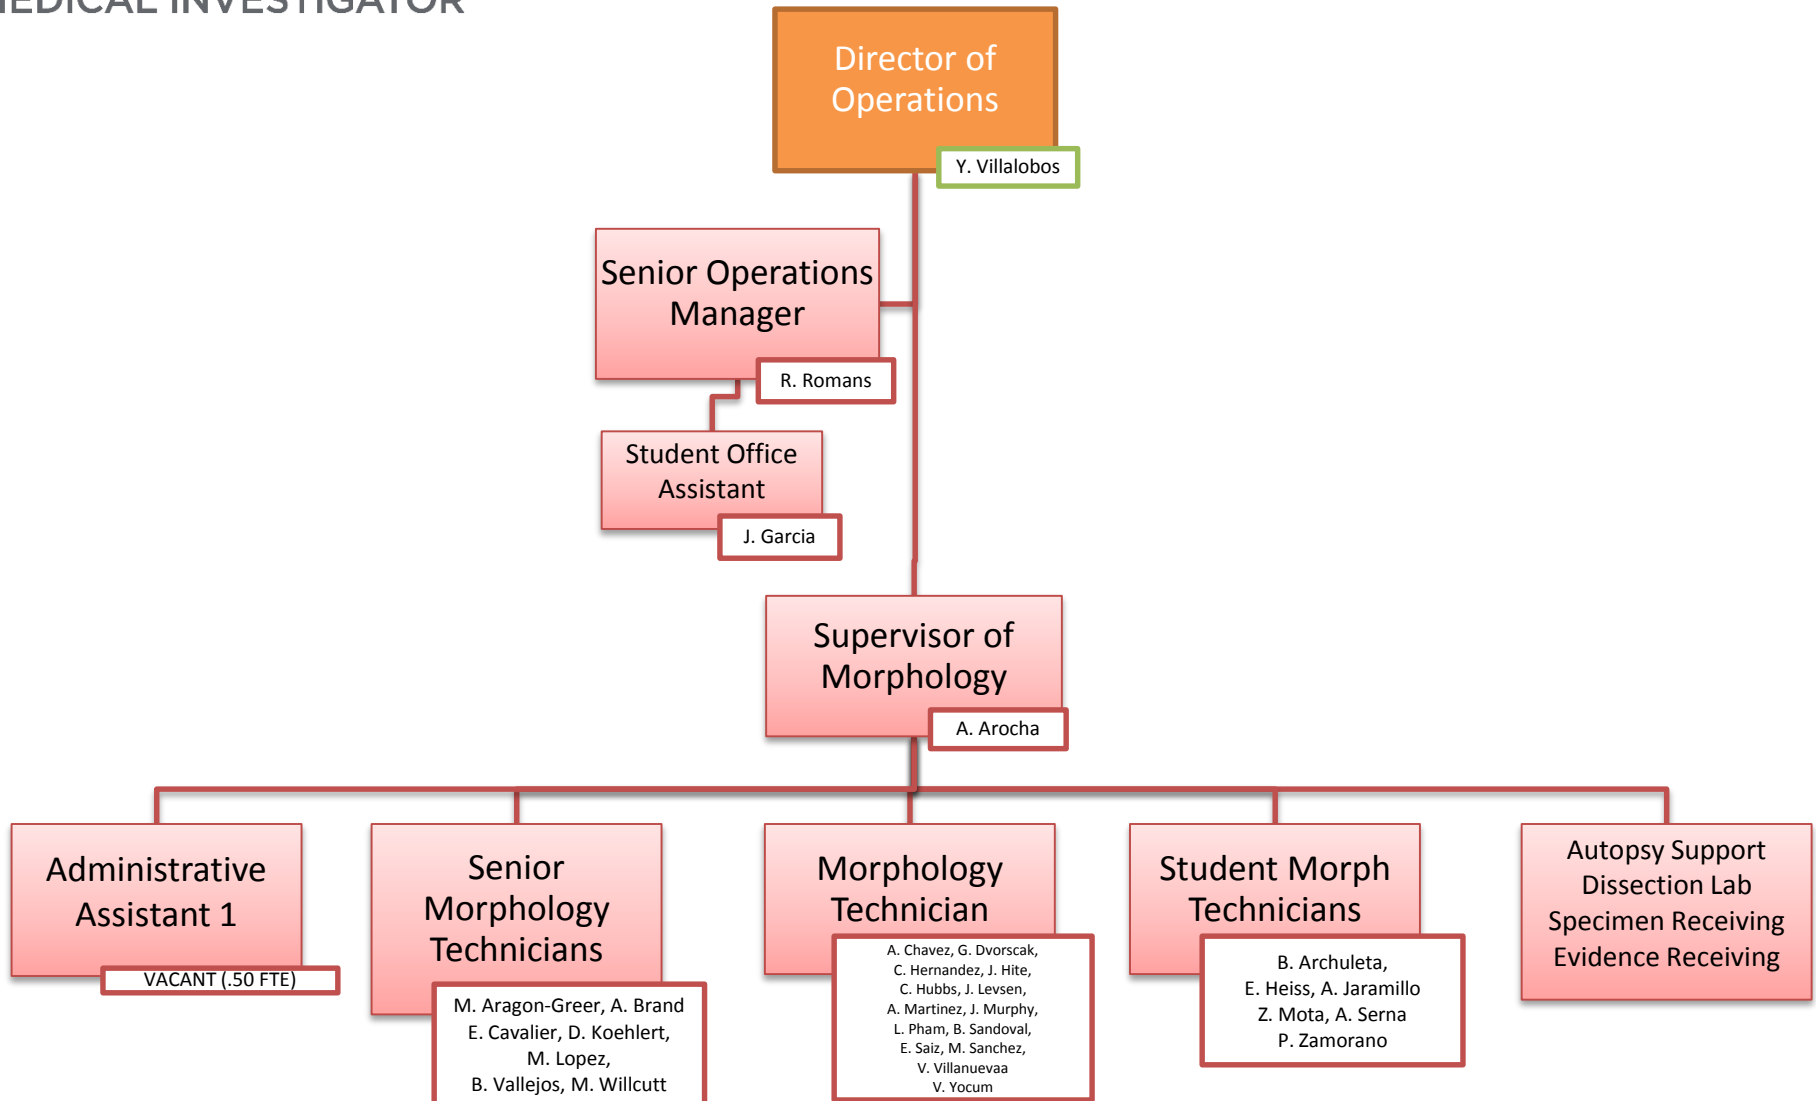 MEDICAL INVESTIGATOR
Director of
Operations
Y. Villalobos
Senior Operations
Manager
R. Romans
Student Office
Assistant
J. Garcia
Supervisor of
Morphology
A. Arocha
Administrative
Assistant 1
VACANT (.50 FTE)
Senior
Morphology
Technicians
M. Aragon-Greer, A. Brand
E. Cavalier, D. Koehlert,
M. Lopez,
B. Vallejos, M. Willcutt
Morphology
Technician
A. Chavez, G. Dvorscak,
C. Hernandez, J. Hite,
C. Hubbs, J. Levsen,
A. Martinez, J. Murphy,
L. Pham, B. Sandoval,
E. Saiz, M. Sanchez,
V. Villanuevaa
V. Yocum
Student Morph
Technicians
B. Archuleta,
E. Heiss, A. Jaramillo
Z. Mota, A. Serna
P. Zamorano
Autopsy Support
Dissection Lab
Specimen Receiving
Evidence Receiving